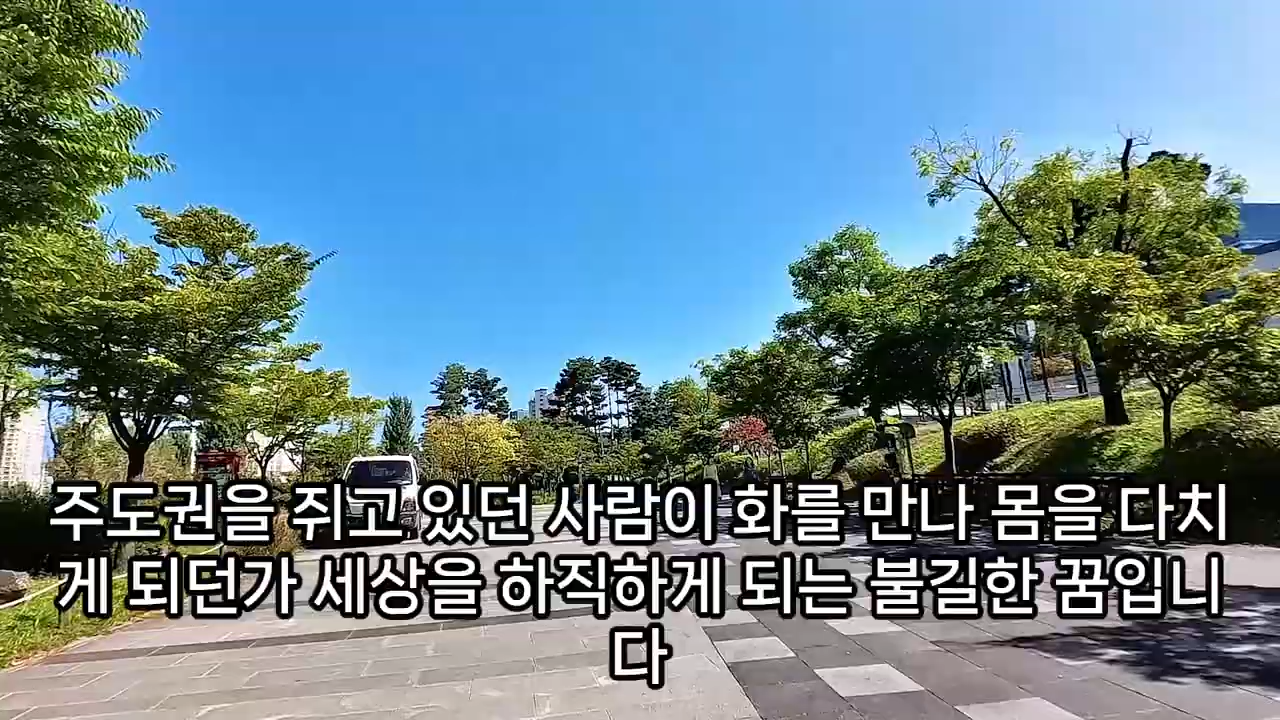 주도권을 쥐고 있던 사람이 화를 만나 몸을 다치
게 되던가 세상을 하직하게 되는 불길한 꿈입니
다